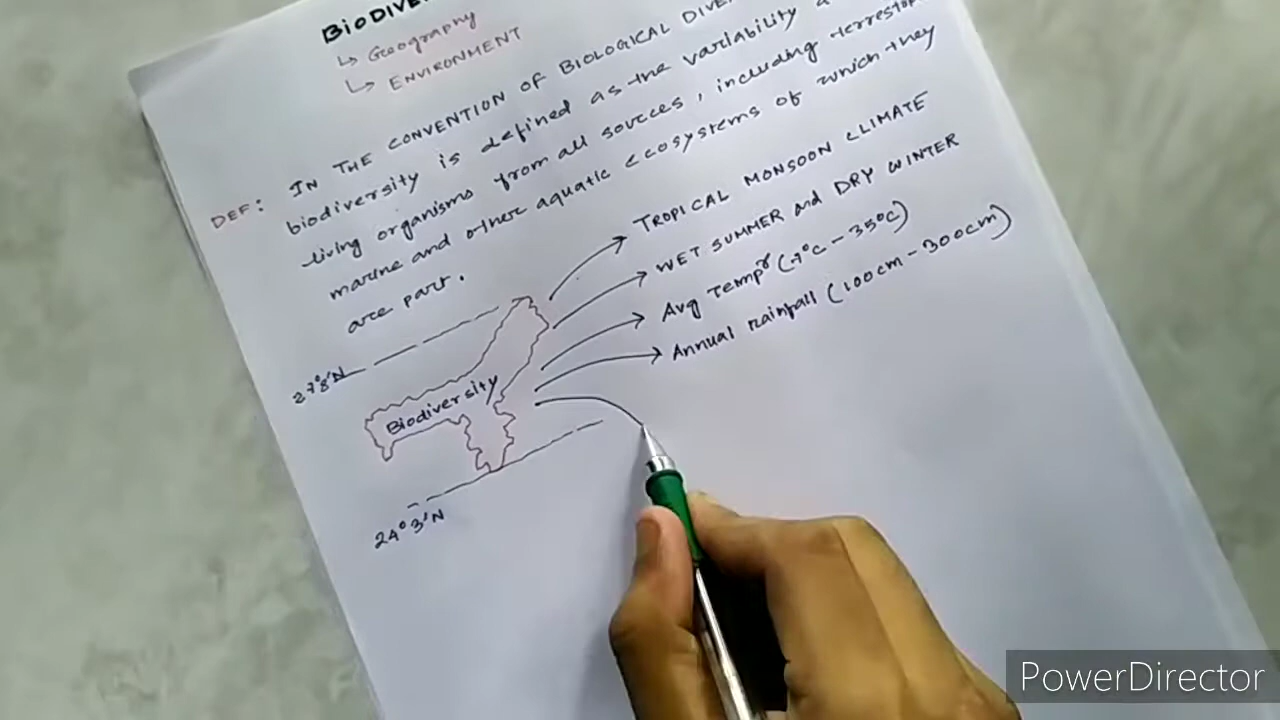 BIODIVE
↳ Geography
↳ ENVIRONMENT
DEF: IN THE CONVENTION OF BIOLOGICAL DIVE
biodiversity is defined as the variability
living organisms from all sources, including terrestr
marine and other aquatic ecosystems of which they
are part.
TROPICAL MONSOON CLIMATE
WET SUMMER and DRY WINTER
Avg Tempr (7°C - 35°C)
Annual rainfall (100cm - 300cm)
27°8'N
Biodiversity
24°3'N
PowerDirector